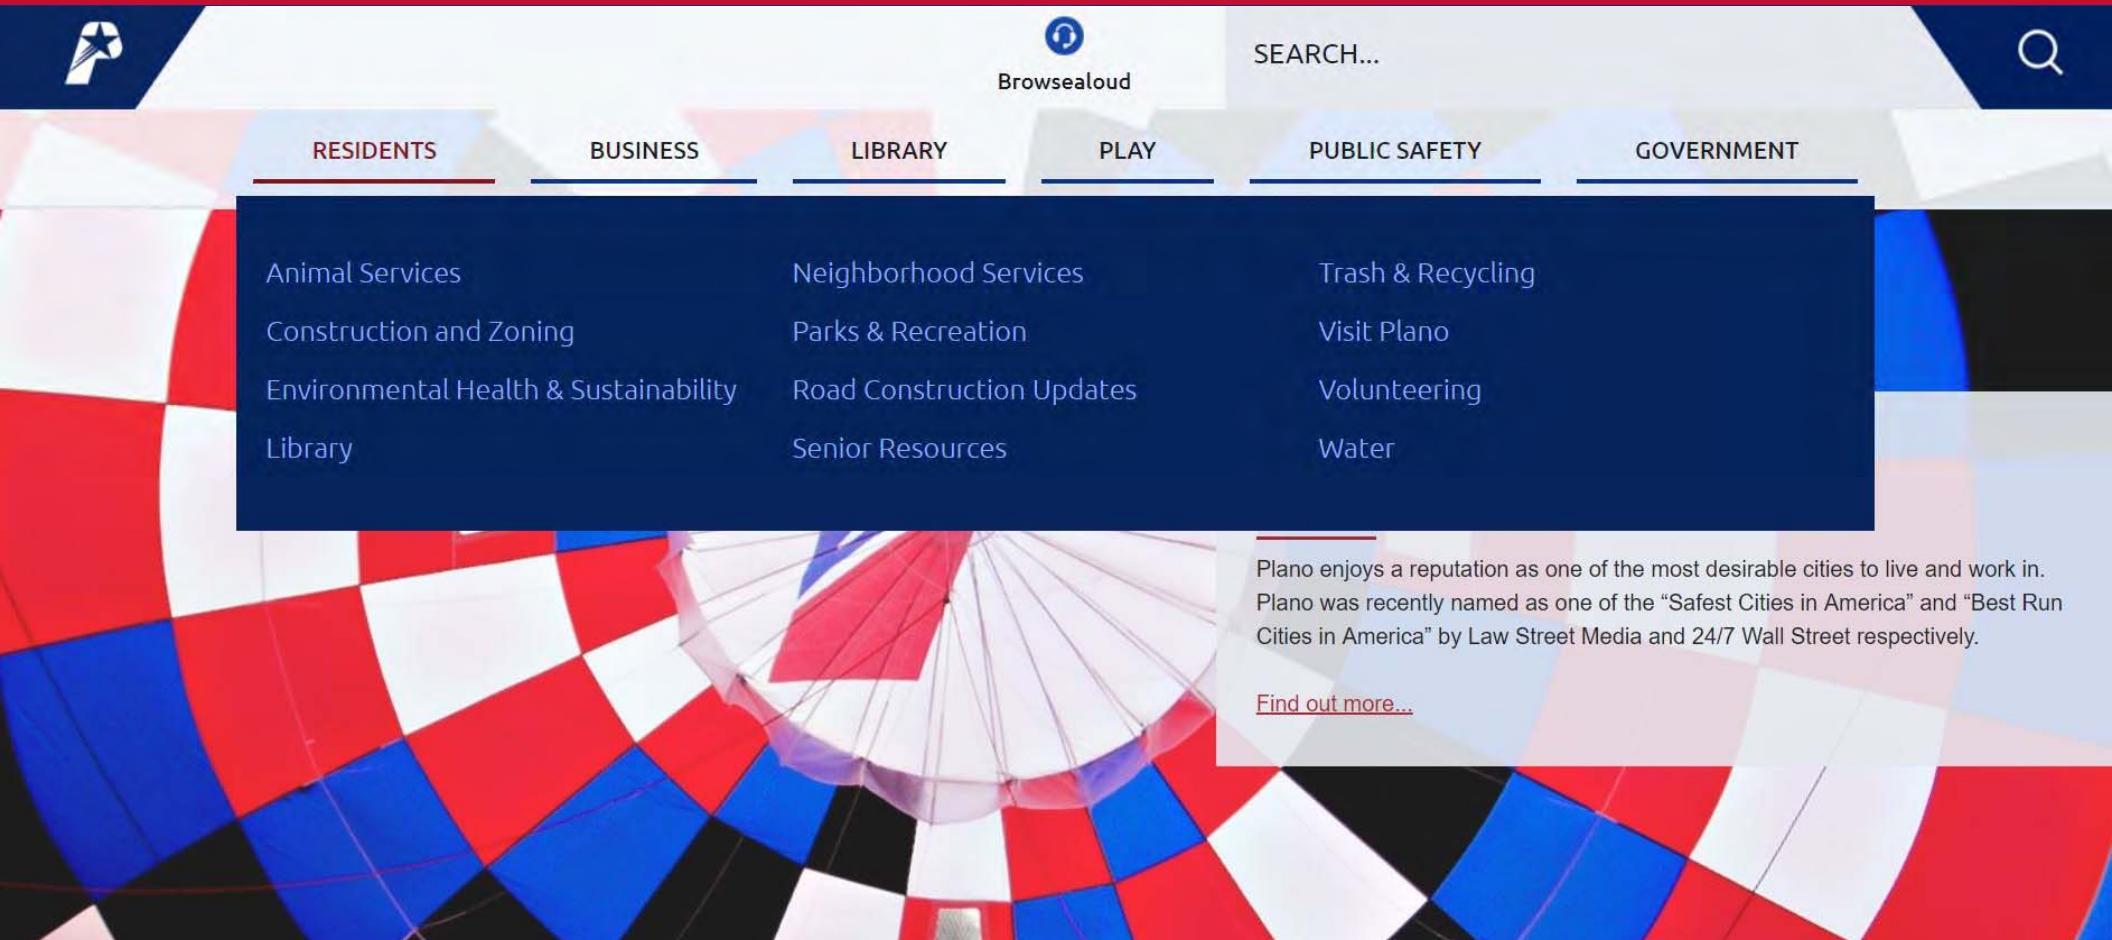 Browsealoud
SEARCH...
RESIDENTS
BUSINESS
LIBRARY
PLAY
PUBLIC SAFETY
GOVERNMENT
Animal Services
Construction and Zoning
Environmental Health & Sustainability
Library
Neighborhood Services
Parks & Recreation
Road Construction Updates
Senior Resources
Trash & Recycling
Visit Plano
Volunteering
Water
Plano enjoys a reputation as one of the most desirable cities to live and work in.
Plano was recently named as one of the “Safest Cities in America” and “Best Run
Cities in America” by Law Street Media and 24/7 Wall Street respectively.
Find out more...